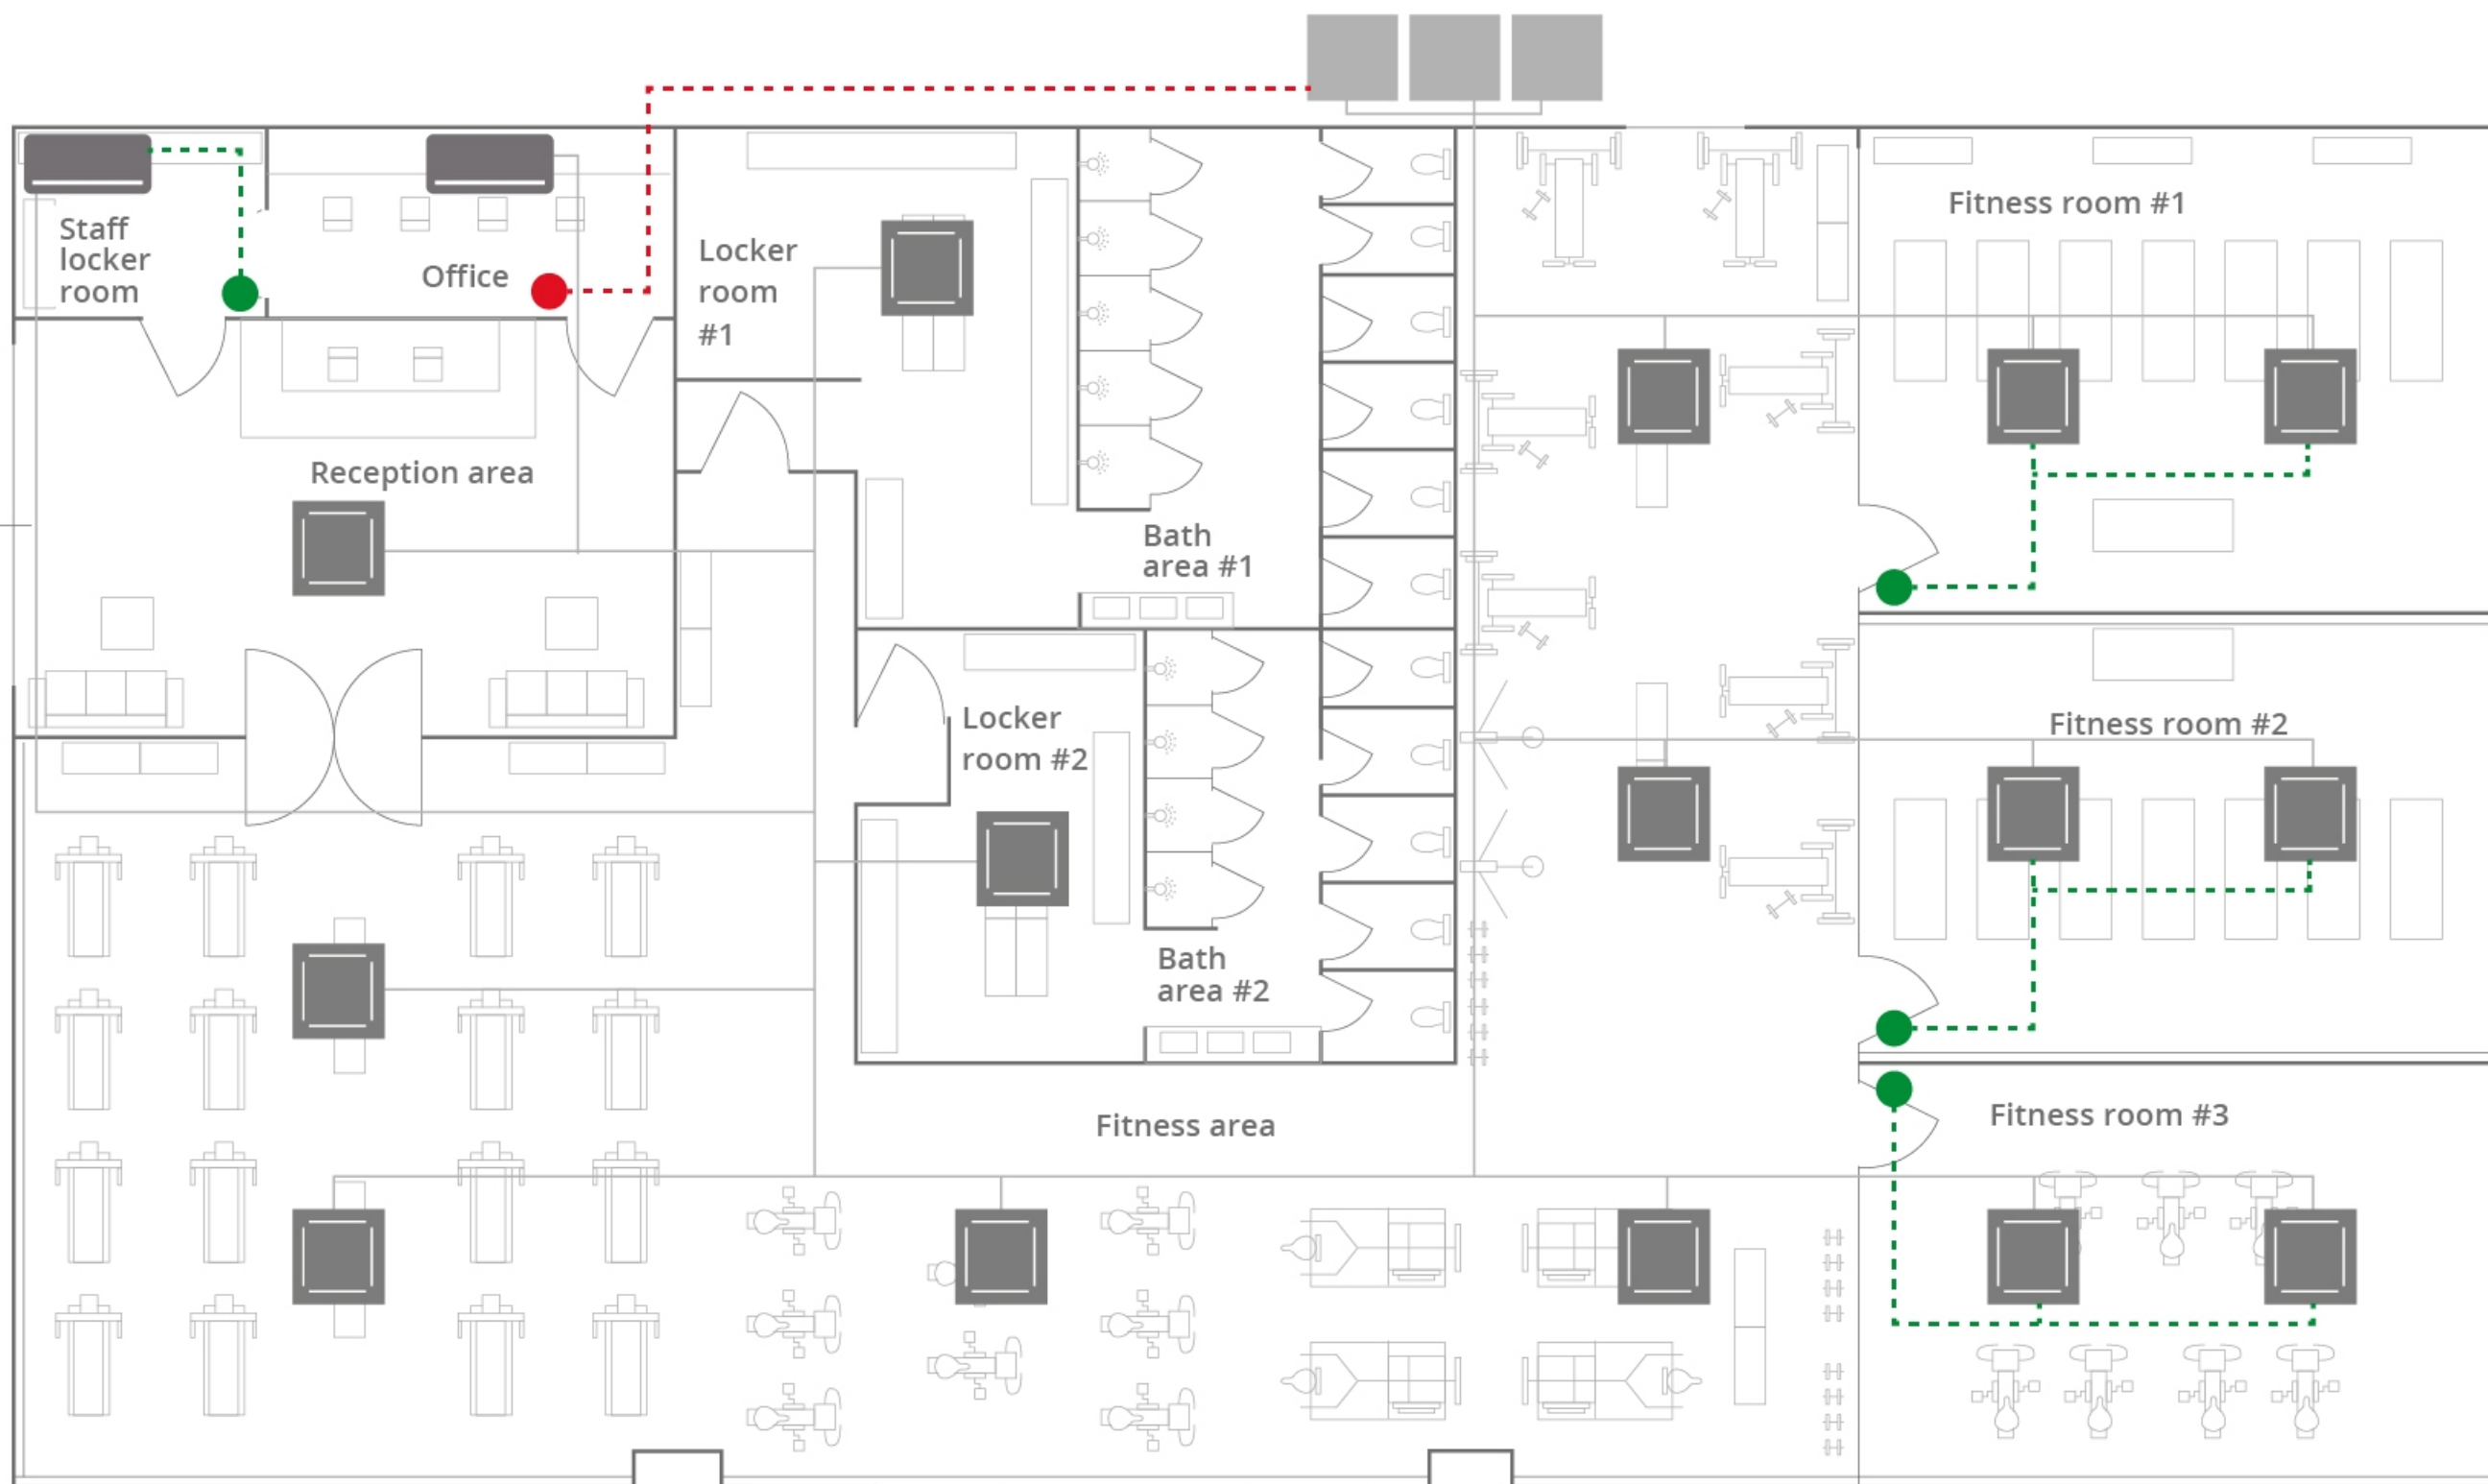 Staff
locker
room
Office
Locker
room
#1
Fitness room #1
Reception area
Bath
area #1
Locker
room #2
Fitness room #2
Bath
area #2
Fitness area
Fitness room #3